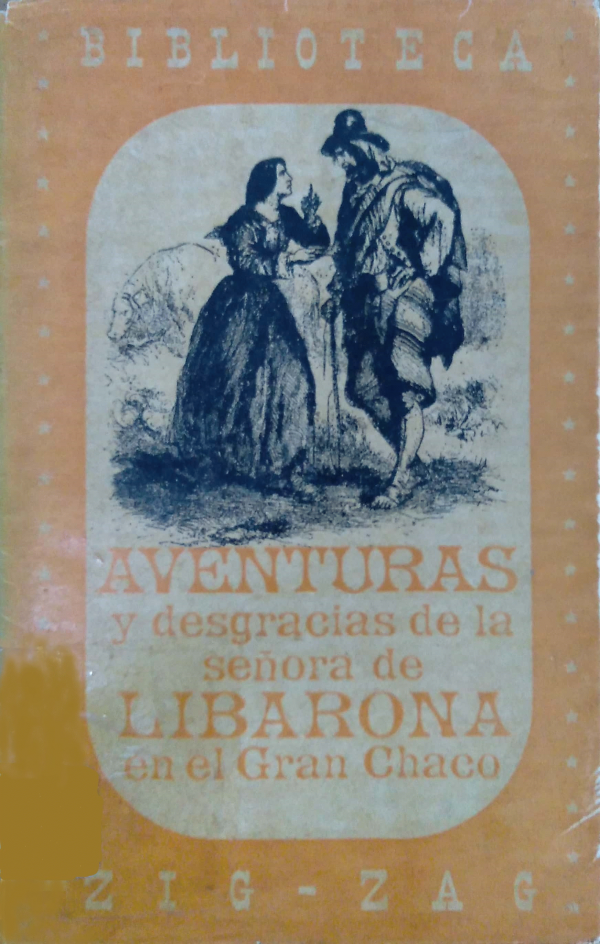 BIBLIOTECA
AVENTURAS
y desgracias de la
señora de
LIBARONA
en el Gran Chaco
ZIG-ZAG